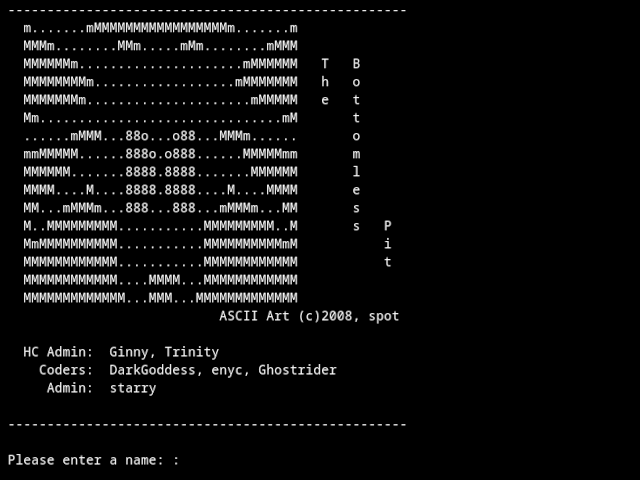 ---------------------------------------------------
m.......mMMMMMMMMMMMMMMMMMm.......m
MMMm........MMm.....mMm........mMMM
MMMMMMm.....................mMMMMMM   T   B
MMMMMMMMm..................mMMMMMMM   h   o
MMMMMMMm.....................mMMMMM   e   t
Mm...............................mM       t
......mMMM...88o...o88...MMMm......       o
mmMMMMM......888o.o888......MMMMMmm       m
MMMMMM.......8888.8888.......MMMMMM       l
MMMM....M....8888.8888....M....MMMM       e
MM...mMMMm...888...888...mMMMm...MM       s
M..MMMMMMMMM...........MMMMMMMMM..M       s   P
MmMMMMMMMMMM...........MMMMMMMMMMmM           i
MMMMMMMMMMMM...........MMMMMMMMMMMM           t
MMMMMMMMMMMM....MMMM...MMMMMMMMMMMM
MMMMMMMMMMMMM...MMM...MMMMMMMMMMMMM
ASCII Art (c)2008, spot
HC Admin:  Ginny, Trinity
Coders:  DarkGoddess, enyc, Ghostrider
Admin:  starry
---------------------------------------------------
Please enter a name: :